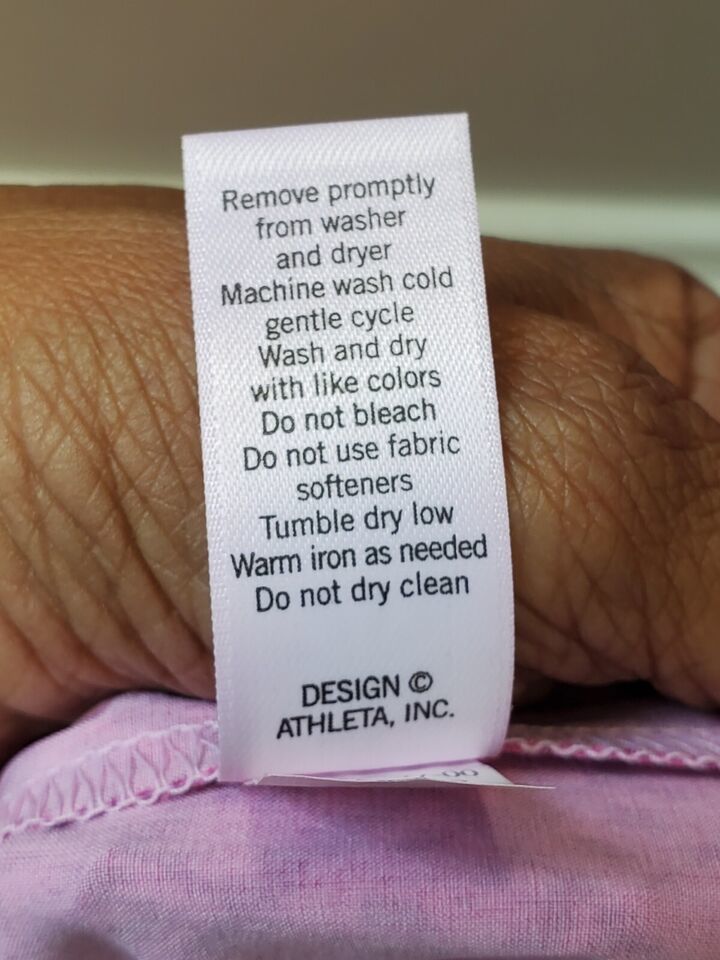 Remove promptly
from washer
and dryer
Machine wash cold
gentle cycle
Wash and dry
with like colors
Do not bleach
Do not use fabric
softeners
Tumble dry low
Warm iron as needed
Do not dry clean
DESIGN ©
ATHLETA, INC.